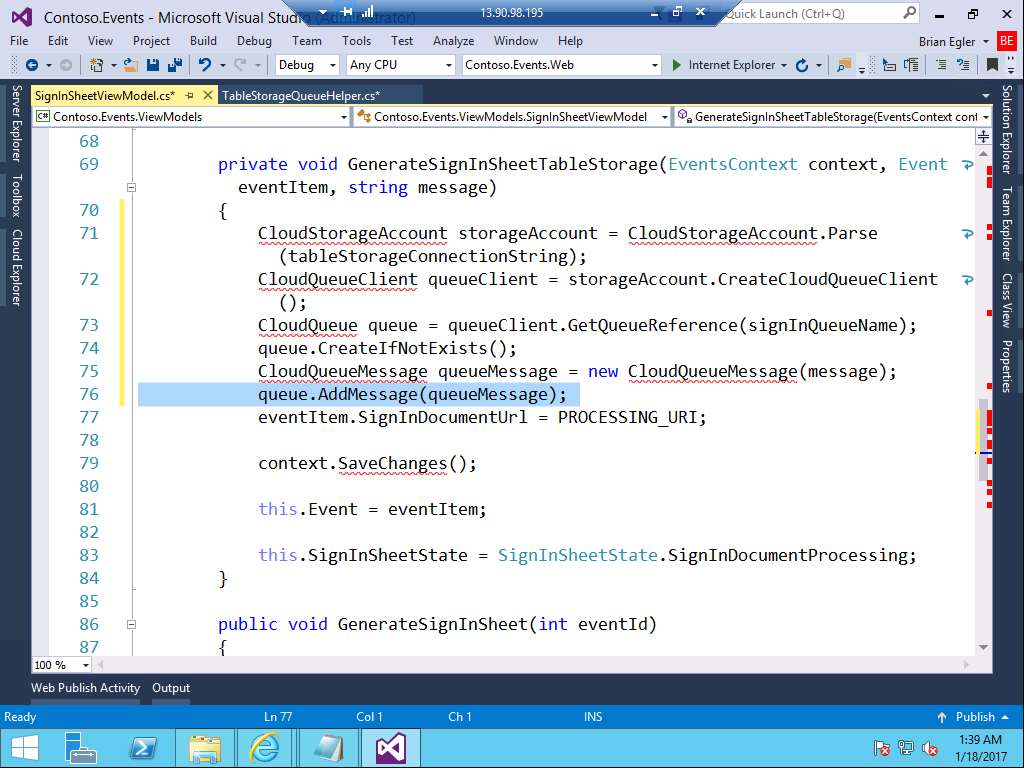 Contoso.Events - Microsoft Visual Studio (Administrator)
13.90.98.195
Quick Launch (Ctrl+Q)
File Edit View Project Build Debug Team Tools Test Analyze Window Help
Brian Egler
BE
Debug Any CPU Contoso.Events.Web Internet Explorer
SignInSheetViewModel.cs* TableStorageQueueHelper.cs*
C# Contoso.Events.ViewModels Contoso.Events.ViewModels.SignInSheetViewModel GenerateSignInSheetTableStorage(EventsContext cont
Server Explorer
Toolbox
Cloud Explorer
68
69 private void GenerateSignInSheetTableStorage(EventsContext context, Event
eventItem, string message)
70 {
71 CloudStorageAccount storageAccount = CloudStorageAccount.Parse
(tableStorageConnectionString);
72 CloudQueueClient queueClient = storageAccount.CreateCloudQueueClient
();
73 CloudQueue queue = queueClient.GetQueueReference(signInQueueName);
74 queue.CreateIfNotExists();
75 CloudQueueMessage queueMessage = new CloudQueueMessage(message);
76 queue.AddMessage(queueMessage);
77 eventItem.SignInDocumentUrl = PROCESSING_URI;
78
79 context.SaveChanges();
80
81 this.Event = eventItem;
82
83 this.SignInSheetState = SignInSheetState.SignInDocumentProcessing;
84 }
85
86 public void GenerateSignInSheet(int eventId)
87 {
Solution Explorer
Team Explorer
Class View
Properties
100 %
Web Publish Activity Output
Ready Ln 77 Col 1 Ch 1 INS Publish
1:39 AM
1/18/2017